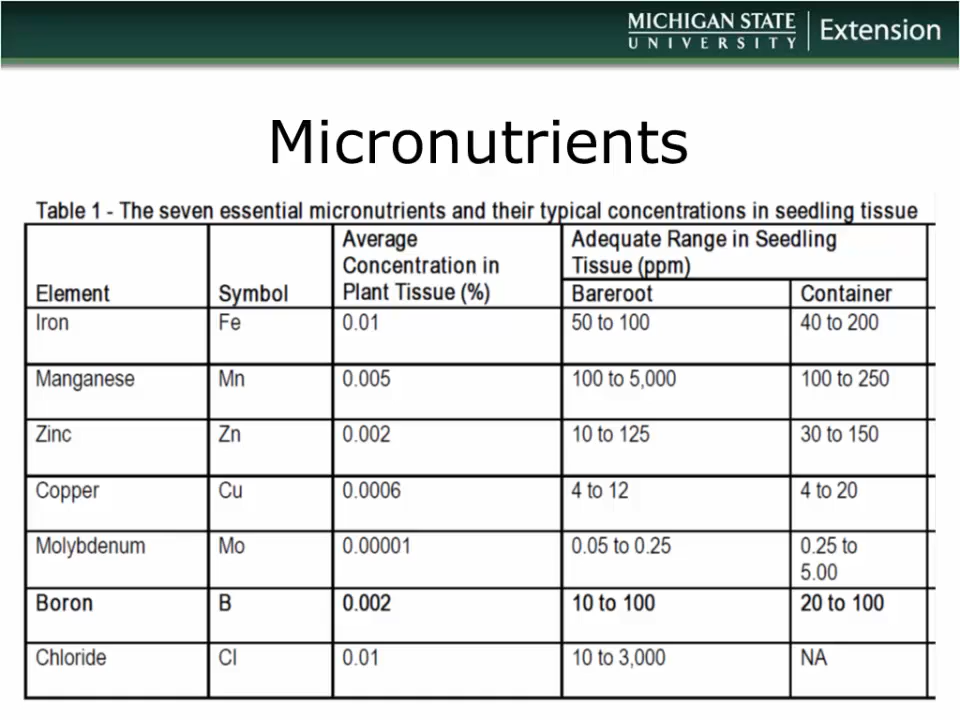 MICHIGAN STATE
UNIVERSITY
Extension
Micronutrients
Table 1 - The seven essential micronutrients and their typical concentrations in seedling tissue
Element Symbol Average Concentration in Plant Tissue (%) Adequate Range in Seedling Tissue (ppm)
Bareroot Container
Iron Fe 0.01 50 to 100 40 to 200
Manganese Mn 0.005 100 to 5,000 100 to 250
Zinc Zn 0.002 10 to 125 30 to 150
Copper Cu 0.0006 4 to 12 4 to 20
Molybdenum Mo 0.00001 0.05 to 0.25 0.25 to
5.00
Boron B 0.002 10 to 100 20 to 100
Chloride Cl 0.01 10 to 3,000 NA